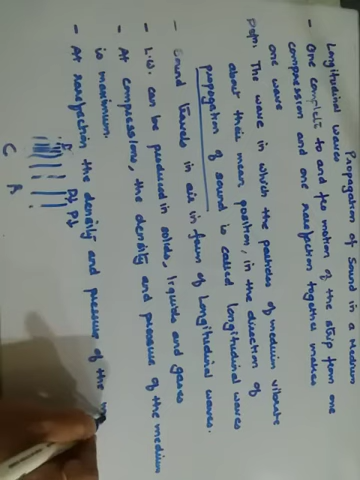 Propagation of Sound in a Medium
Longitudinal waves
- One complete to and fro motion of the strip from one
compression and one rarefaction together makes
one wave
Defn: The wave in which the particles of medium vibrate
about their mean position, in the direction of
propagation of sound is called longitudinal waves
- Sound travels in air in form of Longitudinal waves.
- L.W. can be produced in solids, liquids and gases
- At compressions, the density and pressure of the medium
is maximum.
- At rarefaction, the density and pressure of the m
C R